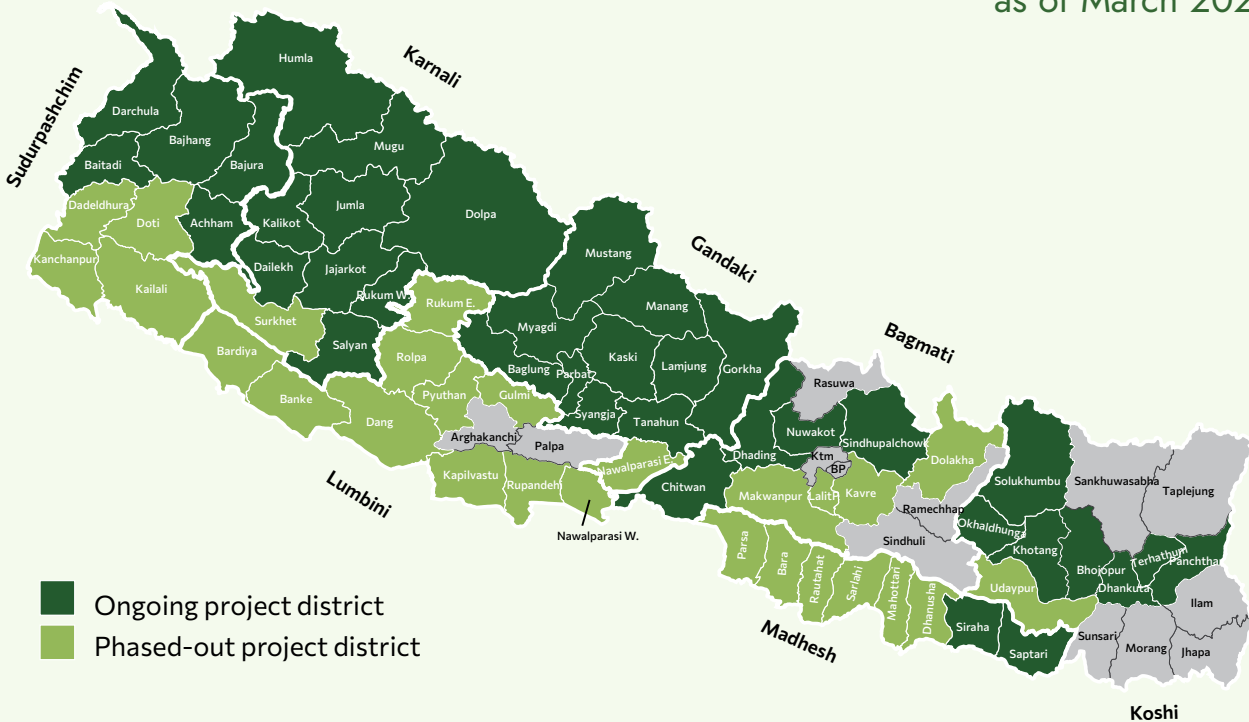 as of March 202
Sudurpashchim
Karnali
Gandaki
Bagmati
Lumbini
Madhesh
Koshi
Humla
Darchula
Bajhang
Mugu
Baitadi
Bajura
Dadeldhura
Doti
Achham
Kalikot
Jumla
Dolpa
Kanchanpur
Kailali
Dailekh
Jajarkot
Rukum W.
Rukum E.
Surkhet
Salyan
Bardiya
Banke
Rolpa
Pyuthan
Gulmi
Dang
Arghakanchi
Palpa
Kapilvastu
Rupandehi
Nawalparasi E.
Nawalparasi W.
Mustang
Manang
Myagdi
Kaski
Lamjung
Gorkha
Baglung
Parbat
Syangja
Tanahun
Chitwan
Rasuwa
Nuwakot
Sindhupalchowk
Dhading
Ktm
BP
Lalit
Kavre
Dolakha
Makwanpur
Ramechhap
Sindhuli
Parsa
Bara
Rautahat
Sarlahi
Mahottari
Dhanusha
Siraha
Saptari
Solukhumbu
Sankhuwasabha
Taplejung
Okhaldhunga
Khotang
Bhojopur
Terhathum
Panchthar
Dhankuta
Udaypur
Ilam
Sunsari
Morang
Jhapa
Ongoing project district
Phased-out project district